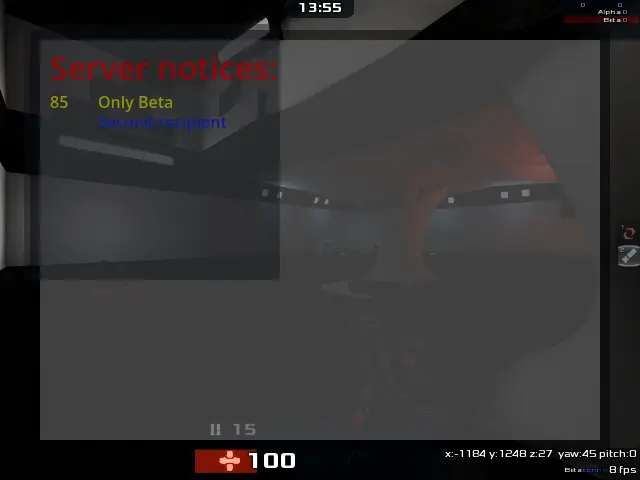 13:55
Alpha 0
Beta 0
Server notices:
85 Only Beta
Second recipient
15
100
x:-1184 y:1248 z:27 yaw:45 pitch:0
8 fps